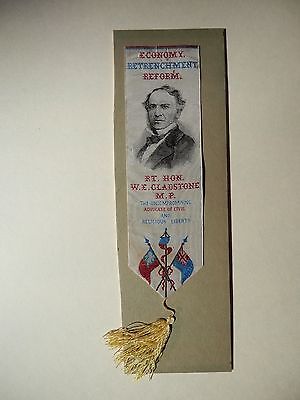 ECONOMY.
RETRENCHMENT,
REFORM.
RT. HON.
W.E. GLADSTONE
M.P.
THE UNCOMPROMISING
ADVOCATE OF CIVIL
AND
RELIGIOUS LIBERTY